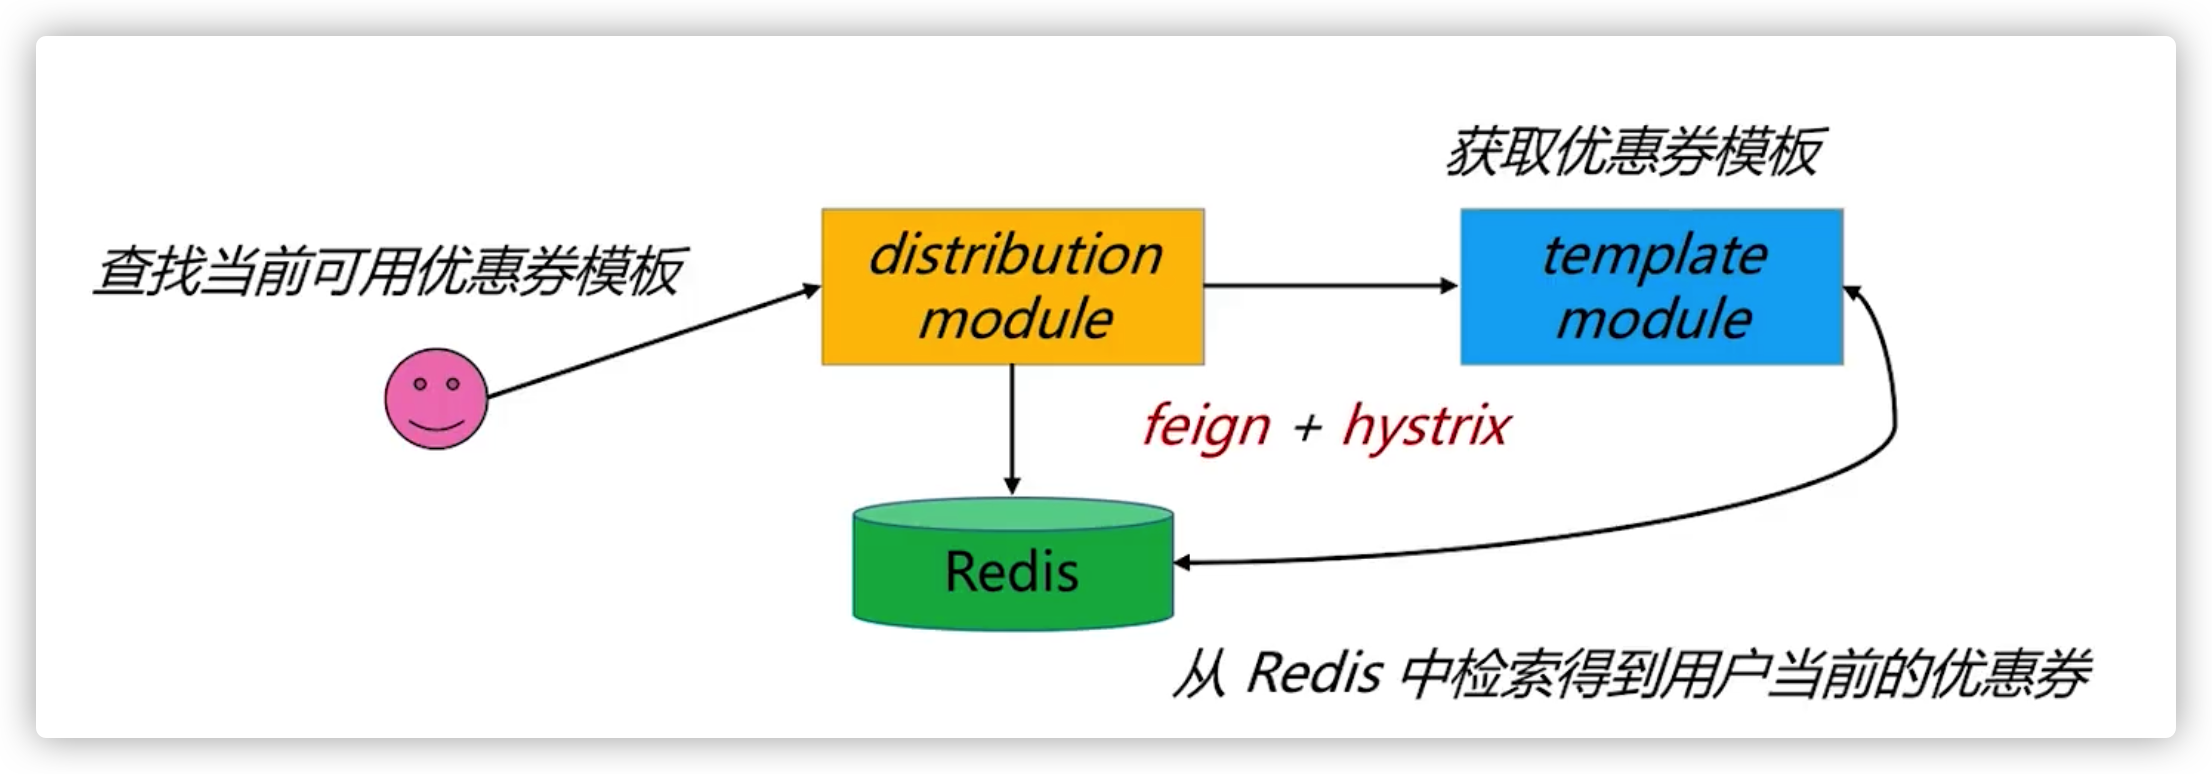 获取优惠券模板
查找当前可用优惠券模板
distribution
module
template
module
feign + hystrix
Redis
从 Redis 中检索得到用户当前的优惠券